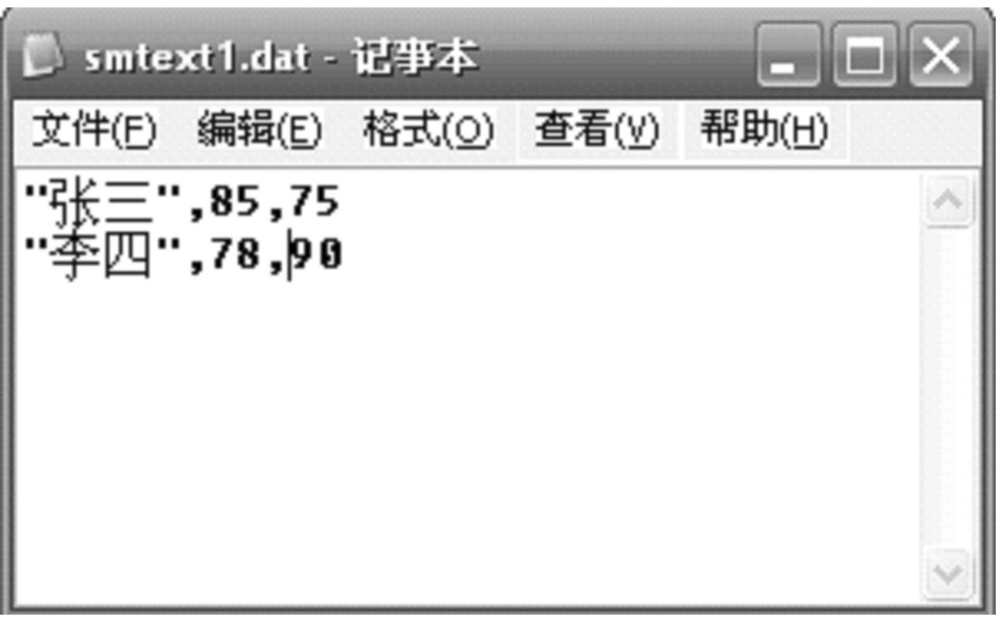 smtext1.dat - 记事本
文件(F) 编辑(E) 格式(O) 查看(V) 帮助(H)
"张三",85,75
"李四",78,90